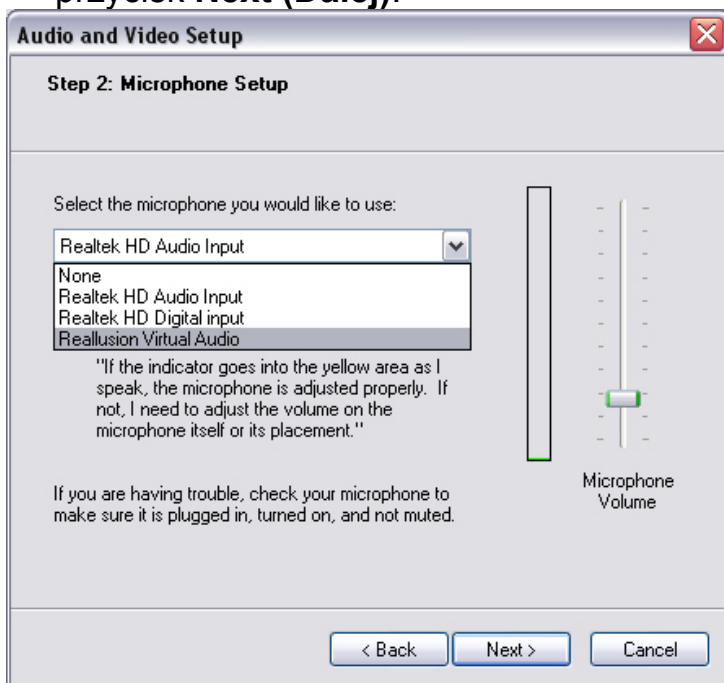 przycisk Next (Dalej).
Audio and Video Setup
Step 2: Microphone Setup
Select the microphone you would like to use:
Realtek HD Audio Input
None
Realtek HD Audio Input
Realtek HD Digital input
Reallusion Virtual Audio
"If the indicator goes into the yellow area as I
speak, the microphone is adjusted properly. If
not, I need to adjust the volume on the
microphone itself or its placement."
If you are having trouble, check your microphone to
make sure it is plugged in, turned on, and not muted.
Microphone
Volume
< Back
Next >
Cancel